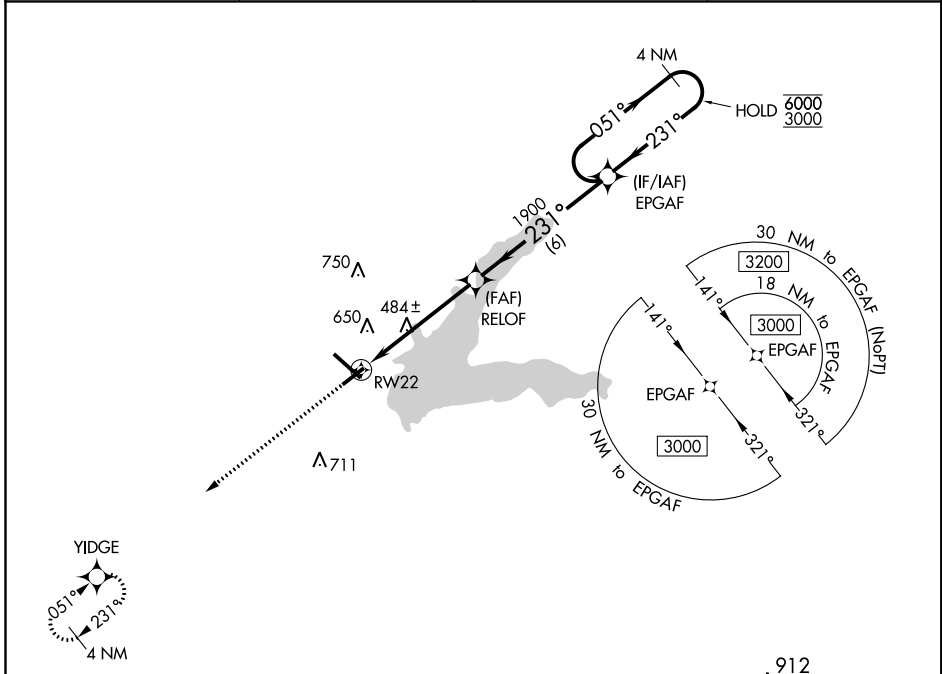 4 NM
HOLD 6000
3000
051°
231°
(IF/IAF)
EPGAF
1900
231°
(6)
30 NM to EPGAF (NoPT)
3200
141°
18 NM to EPGAF
3000
EPGAF
321°
750
650
484±
(FAF)
RELOF
RW22
141°
EPGAF
321°
3000
30 NM to EPGAF
711
YIDGE
051°
231°
4 NM
.912